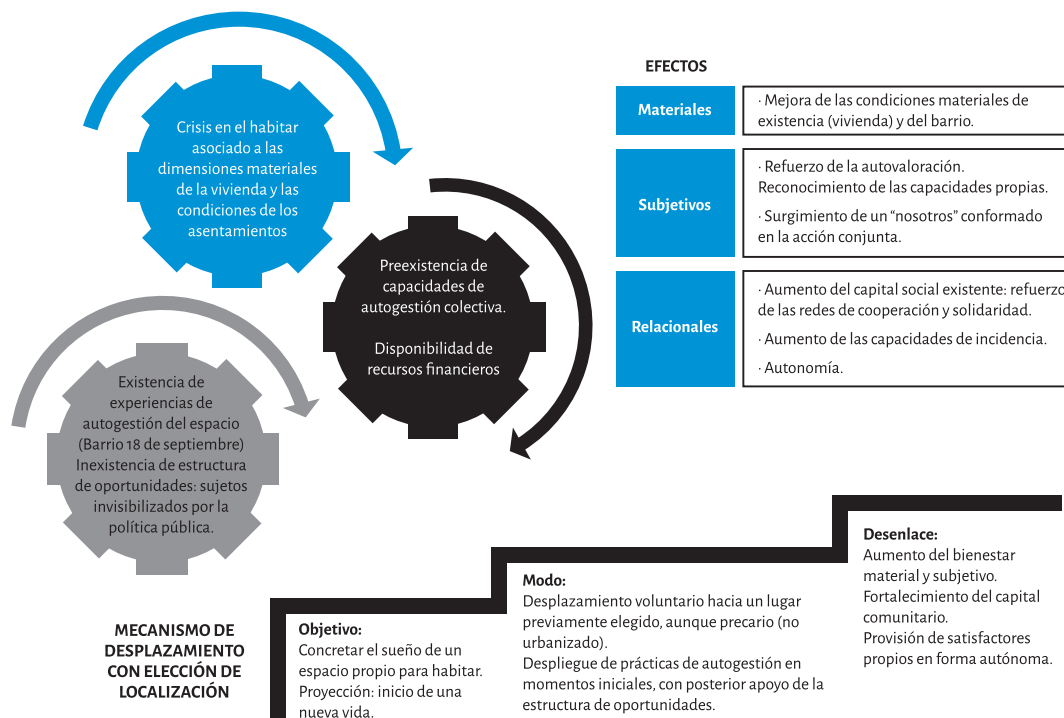 Crisis en el habitar
asociado a las
dimensiones materiales
de la vivienda y las
condiciones de los
asentamientos
Preexistencia de
capacidades de
autogestión colectiva.
Disponibilidad de
recursos financieros
Existencia de
experiencias de
autogestión del espacio
(Barrio 18 de septiembre)
Inexistencia de estructura
de oportunidades: sujetos
invisibilizados por la
política pública.
EFECTOS
Materiales
· Mejora de las condiciones materiales de
existencia (vivienda) y del barrio.
Subjetivos
· Refuerzo de la autovaloración.
Reconocimiento de las capacidades propias.
· Surgimiento de un “nosotros” conformado
en la acción conjunta.
Relacionales
· Aumento del capital social existente: refuerzo
de las redes de cooperación y solidaridad.
· Aumento de las capacidades de incidencia.
· Autonomía.
MECANISMO DE
DESPLAZAMIENTO
CON ELECCIÓN DE
LOCALIZACIÓN
Objetivo:
Concretar el sueño de un
espacio propio para habitar.
Proyección: inicio de una
nueva vida.
Modo:
Desplazamiento voluntario hacia un lugar
previamente elegido, aunque precario (no
urbanizado).
Despliegue de prácticas de autogestión en
momentos iniciales, con posterior apoyo de la
estructura de oportunidades.
Desenlace:
Aumento del bienestar
material y subjetivo.
Fortalecimiento del capital
comunitario.
Provisión de satisfactores
propios en forma autónoma.